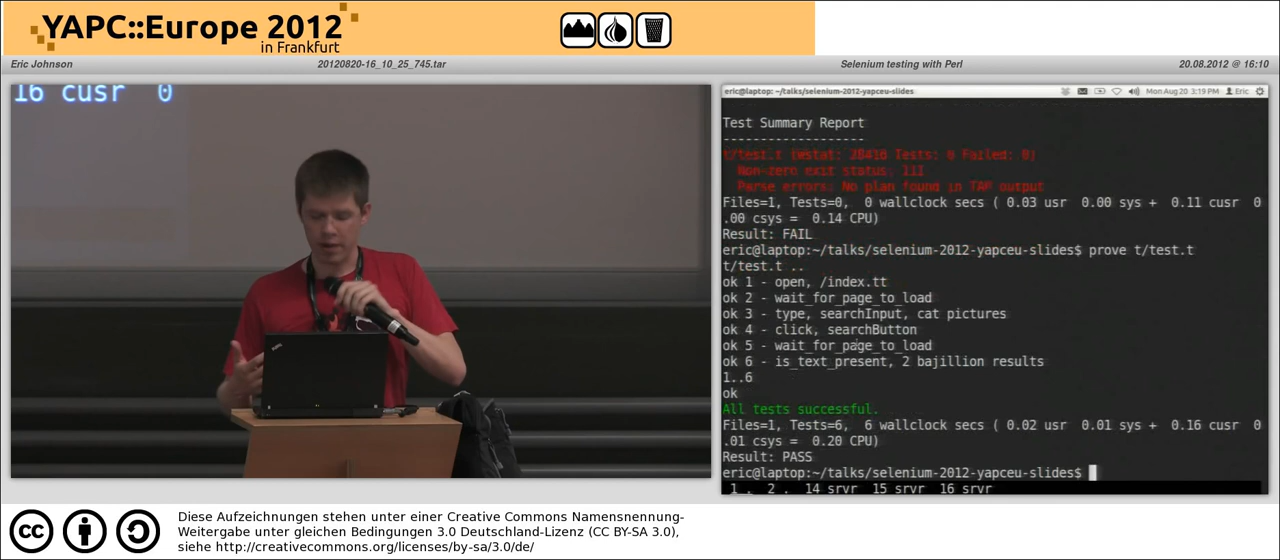 YAPC::Europe 2012
in Frankfurt
Eric Johnson
20120820-16_10_25_745.tar
Selenium testing with Perl
20.08.2012 @ 16:10
16 cusr 0
eric@laptop: ~/talks/selenium-2012-yapceu-slides
Mon Aug 20 3:19 PM
Eric
Test Summary Report
-------------------
t/test.t (Wstat: 28416 Tests: 0 Failed: 0)
Non-zero exit status: 111
Parse errors: No plan found in TAP output
Files=1, Tests=0, 0 wallclock secs ( 0.03 usr 0.00 sys + 0.11 cusr 0
.00 csys = 0.14 CPU)
Result: FAIL
eric@laptop:~/talks/selenium-2012-yapceu-slides$ prove t/test.t
t/test.t ..
ok 1 - open, /index.tt
ok 2 - wait_for_page_to_load
ok 3 - type, searchInput, cat pictures
ok 4 - click, searchButton
ok 5 - wait_for_page_to_load
ok 6 - is_text_present, 2 bajillion results
1..6
ok
All tests successful.
Files=1, Tests=6, 6 wallclock secs ( 0.02 usr 0.01 sys + 0.16 cusr 0
.01 csys = 0.20 CPU)
Result: PASS
eric@laptop:~/talks/selenium-2012-yapceu-slides$
1 . 2 . 14 srvr 15 srvr 16 srvr
cc
Diese Aufzeichnungen stehen unter einer Creative Commons Namensnennung-
Weitergabe unter gleichen Bedingungen 3.0 Deutschland-Lizenz (CC BY-SA 3.0),
siehe http://creativecommons.org/licenses/by-sa/3.0/de/